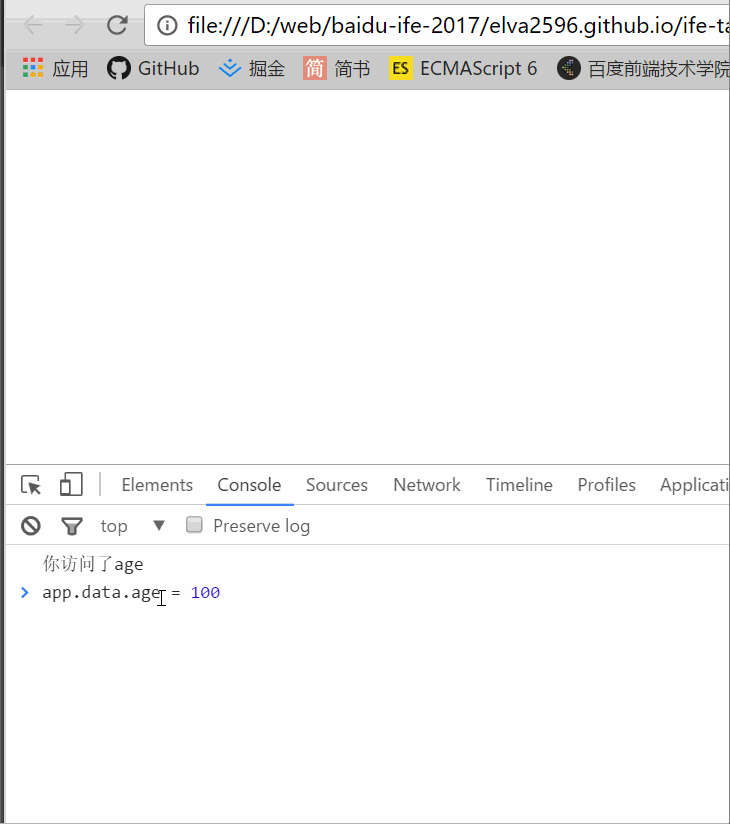 file:///D:/web/baidu-ife-2017/elva2596.github.io/ife-ta
应用 GitHub 简 简书 掘金 ES ECMAScript 6 百度前端技术学院
Elements Console Sources Network Timeline Profiles Applicati
top Preserve log
你访问了age
app.data.age = 100